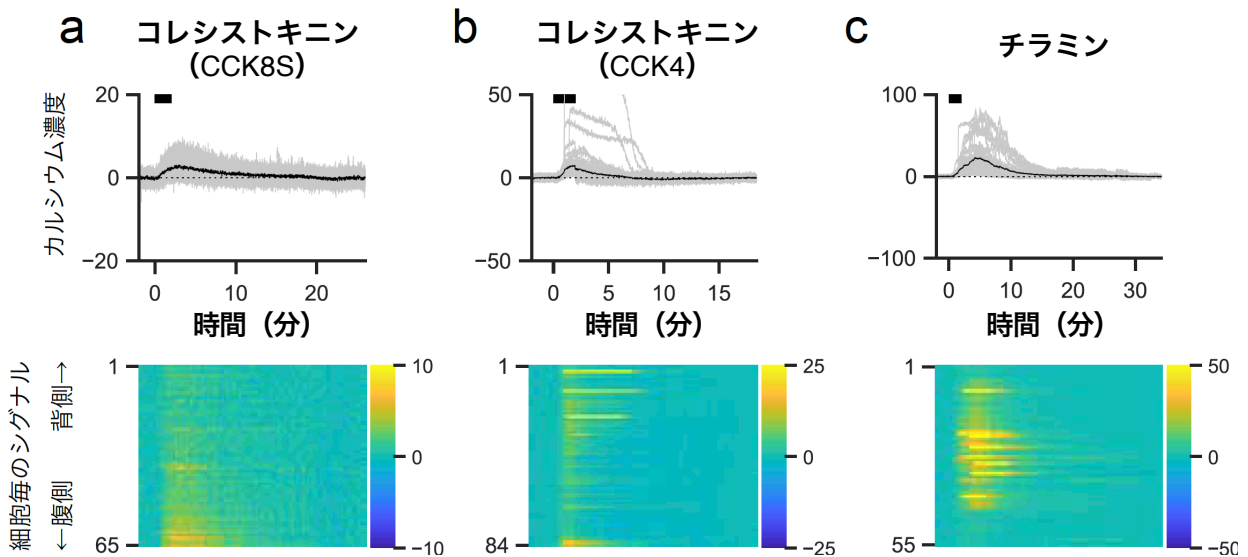 a
コレシストキニン
（CCK8S）
カルシウム濃度
20
0
−20
0
10
20
時間（分）
b
コレシストキニン
（CCK4）
50
0
−50
0
5
10
15
時間（分）
c
チラミン
100
0
−100
0
10
20
30
時間（分）
細胞毎のシグナル
←腹側
背側→
1
65
10
0
−10
1
84
25
0
−25
1
55
50
0
−50